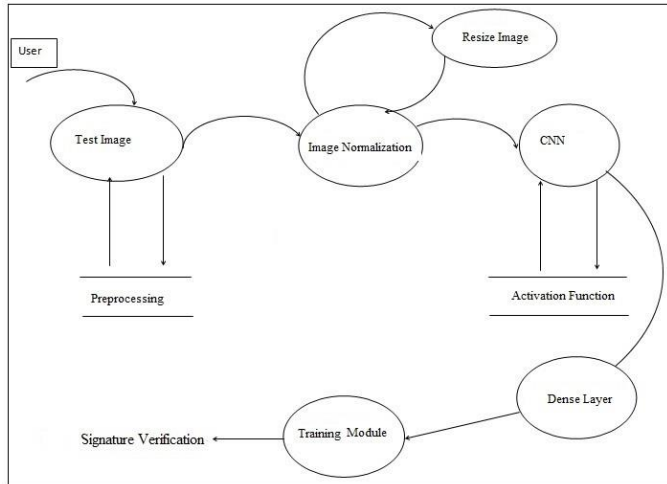 User
Resize Image
Test Image
Image Normalization
CNN
Preprocessing
Activation Function
Dense Layer
Training Module
Signature Verification